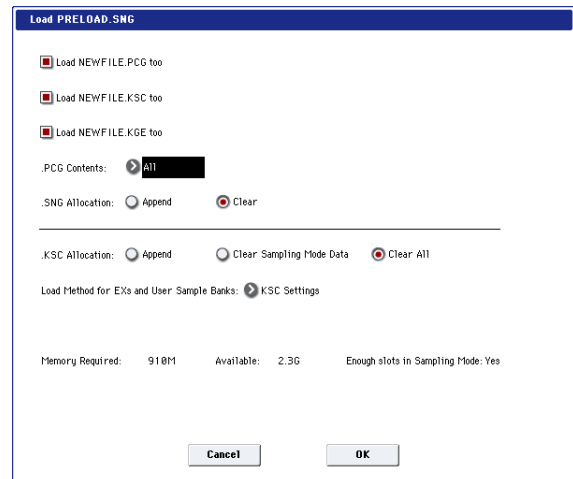 Load PRELOAD.SNG
Load NEWFILE.PCG too
Load NEWFILE.KSC too
Load NEWFILE.KGE too
.PCG Contents: All
.SNG Allocation: Append Clear
.KSC Allocation: Append Clear Sampling Mode Data Clear All
Load Method for EXs and User Sample Banks: KSC Settings
Memory Required: 910M Available: 2.3G Enough slots in Sampling Mode: Yes
Cancel OK